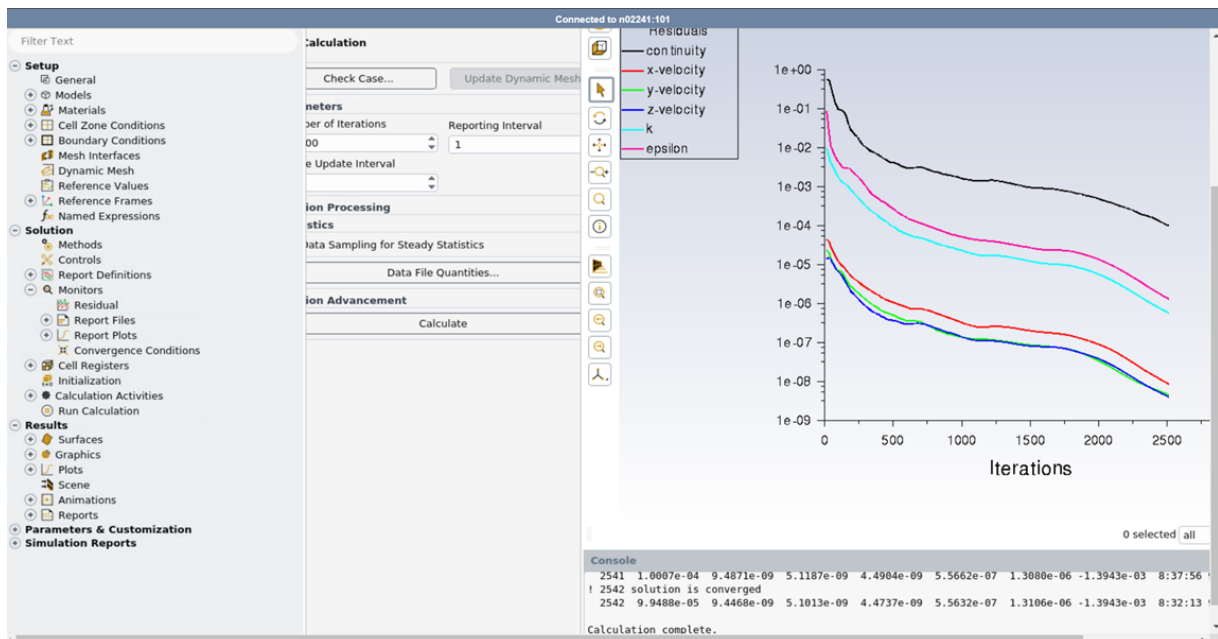 Connected to n02241:101
Filter Text
Setup
General
Models
Materials
Cell Zone Conditions
Boundary Conditions
Mesh Interfaces
Dynamic Mesh
Reference Values
Reference Frames
Named Expressions
Solution
Methods
Controls
Report Definitions
Monitors
Residual
Report Files
Report Plots
Convergence Conditions
Cell Registers
Initialization
Calculation Activities
Run Calculation
Results
Surfaces
Graphics
Plots
Scene
Animations
Reports
Parameters & Customization
Simulation Reports
Calculation
Check Case...
Update Dynamic Mesh
meters
ber of Iterations
Reporting Interval
00
1
e Update Interval
ion Processing
stics
Data Sampling for Steady Statistics
Data File Quantities...
ion Advancement
Calculate
Residuals
continuity
x-velocity
y-velocity
z-velocity
k
epsilon
1e+00
1e-01
1e-02
1e-03
1e-04
1e-05
1e-06
1e-07
1e-08
1e-09
0 500 1000 1500 2000 2500
Iterations
0 selected all
Console
2541 1.0007e-04 9.4871e-09 5.1187e-09 4.4904e-09 5.5662e-07 1.3080e-06 -1.3943e-03 8:37:56
! 2542 solution is converged
2542 9.9488e-05 9.4468e-09 5.1013e-09 4.4737e-09 5.5632e-07 1.3106e-06 -1.3943e-03 8:32:13
Calculation complete.